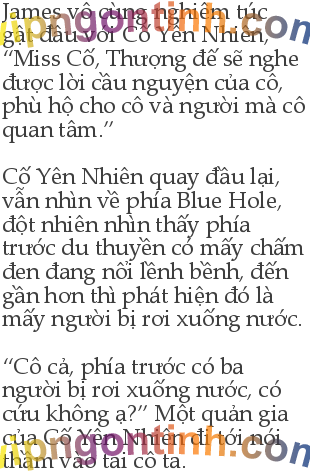 James vô cùng nghiêm túc
gật đầu với Cố Yên Nhiên,
“Miss Cố, Thượng đế sẽ nghe
được lời cầu nguyện của cô,
phù hộ cho cô và người mà cô
quan tâm.”
Cố Yên Nhiên quay đầu lại,
vẫn nhìn về phía Blue Hole,
đột nhiên nhìn thấy phía
trước du thuyền có mấy chấm
đen đang nổi lềnh bềnh, đến
gần hơn thì phát hiện đó là
mấy người bị rơi xuống nước.
“Cô cả, phía trước có ba
người bị rơi xuống nước, có
cứu không ạ?” Một quản gia
của Cố Yên Nhiên đi tới nói
thầm vào tai cô ta.
vipngontinh.com
vipngontinh.com